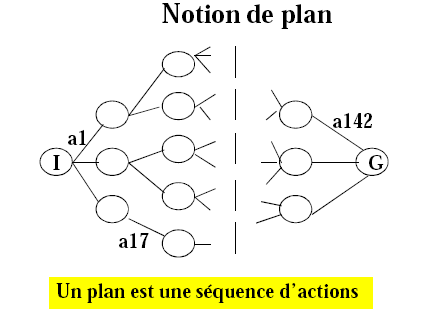 Notion de plan
a1
a142
I
G
a17
Un plan est une séquence d'actions